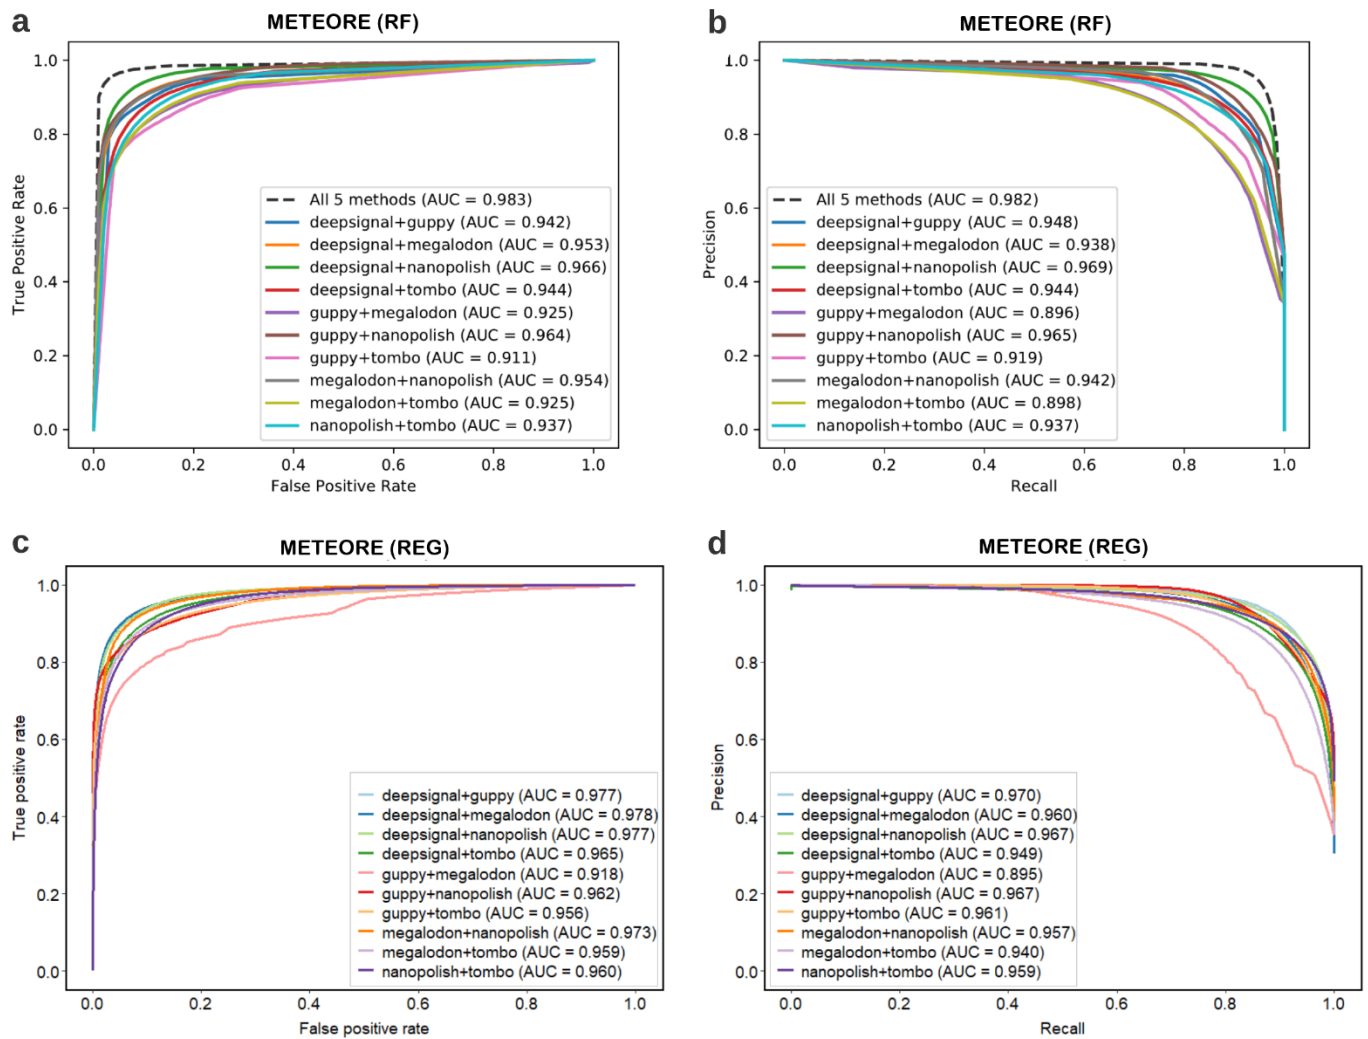 a
METEORE (RF)
1.0
0.8
0.6
0.4
0.2
0.0
True Positive Rate
All 5 methods (AUC = 0.983)
deepsignal+guppy (AUC = 0.942)
deepsignal+megalodon (AUC = 0.953)
deepsignal+nanopolish (AUC = 0.966)
deepsignal+tombo (AUC = 0.944)
guppy+megalodon (AUC = 0.925)
guppy+nanopolish (AUC = 0.964)
guppy+tombo (AUC = 0.911)
megalodon+nanopolish (AUC = 0.954)
megalodon+tombo (AUC = 0.925)
nanopolish+tombo (AUC = 0.937)
0.0 0.2 0.4 0.6 0.8 1.0
False Positive Rate
b
METEORE (RF)
1.0
0.8
0.6
0.4
0.2
0.0
Precision
All 5 methods (AUC = 0.982)
deepsignal+guppy (AUC = 0.948)
deepsignal+megalodon (AUC = 0.938)
deepsignal+nanopolish (AUC = 0.969)
deepsignal+tombo (AUC = 0.944)
guppy+megalodon (AUC = 0.896)
guppy+nanopolish (AUC = 0.965)
guppy+tombo (AUC = 0.919)
megalodon+nanopolish (AUC = 0.942)
megalodon+tombo (AUC = 0.898)
nanopolish+tombo (AUC = 0.937)
0.0 0.2 0.4 0.6 0.8 1.0
Recall
c
METEORE (REG)
1.0
0.8
0.6
0.4
0.2
0.0
True positive rate
deepsignal+guppy (AUC = 0.977)
deepsignal+megalodon (AUC = 0.978)
deepsignal+nanopolish (AUC = 0.977)
deepsignal+tombo (AUC = 0.965)
guppy+megalodon (AUC = 0.918)
guppy+nanopolish (AUC = 0.962)
guppy+tombo (AUC = 0.956)
megalodon+nanopolish (AUC = 0.973)
megalodon+tombo (AUC = 0.959)
nanopolish+tombo (AUC = 0.960)
0.0 0.2 0.4 0.6 0.8 1.0
False positive rate
d
METEORE (REG)
1.0
0.8
0.6
0.4
0.2
0.0
Precision
deepsignal+guppy (AUC = 0.970)
deepsignal+megalodon (AUC = 0.960)
deepsignal+nanopolish (AUC = 0.967)
deepsignal+tombo (AUC = 0.949)
guppy+megalodon (AUC = 0.895)
guppy+nanopolish (AUC = 0.967)
guppy+tombo (AUC = 0.961)
megalodon+nanopolish (AUC = 0.957)
megalodon+tombo (AUC = 0.940)
nanopolish+tombo (AUC = 0.959)
0.0 0.2 0.4 0.6 0.8 1.0
Recall